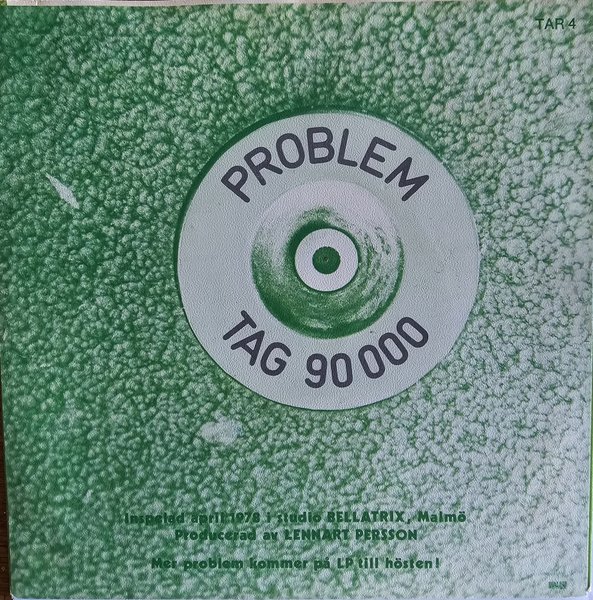 TAR 4
PROBLEM
TAG 90 000
Inspelad april 1978 i studio BELLATRIX, Malmö
Producerad av LENNART PERSSON
Mer problem kommer på LP till hösten!